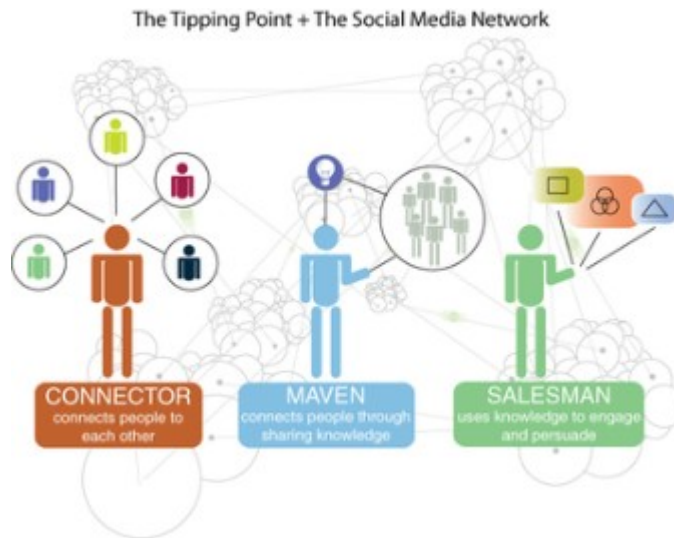 The Tipping Point + The Social Media Network
CONNECTOR
connects people to
each other
MAVEN
connects people through
sharing knowledge
SALESMAN
uses knowledge to engage
and persuade